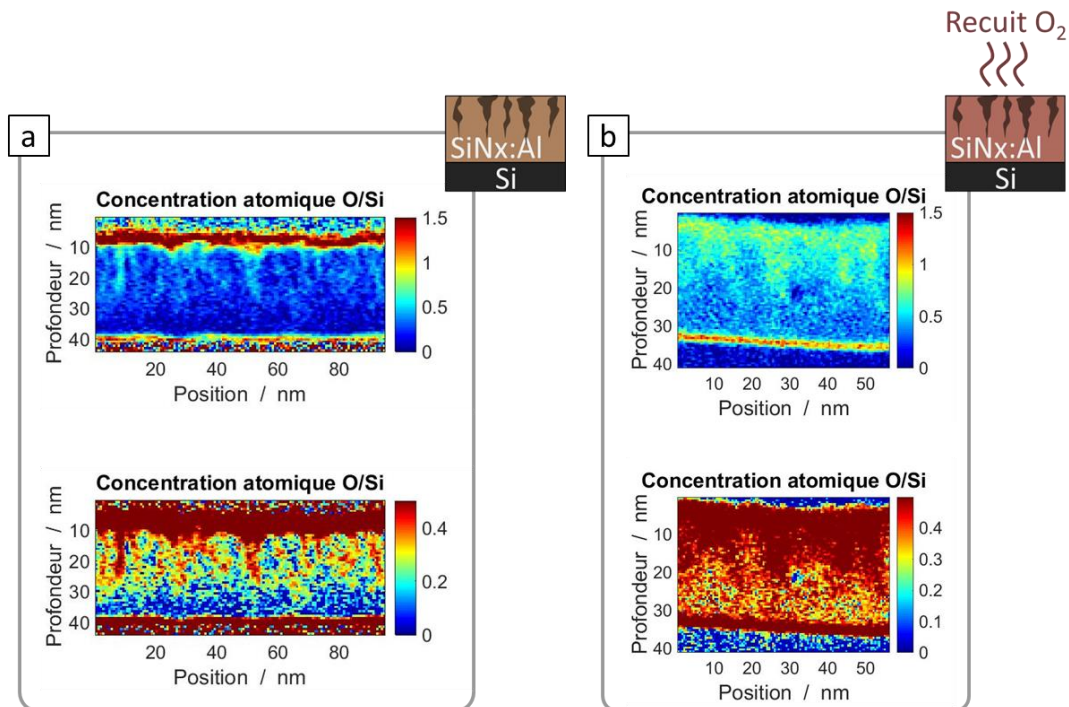 Recuit O₂
a
SiNx:Al
Si
b
SiNx:Al
Si
Concentration atomique O/Si
Profondeur / nm
10
20
30
40
20
40
60
80
Position / nm
1.5
1
0.5
0
Concentration atomique O/Si
Profondeur / nm
0
10
20
30
40
10
20
30
40
50
Position / nm
1.5
1
0.5
0
Concentration atomique O/Si
Profondeur / nm
10
20
30
40
20
40
60
80
Position / nm
0.4
0.2
0
Concentration atomique O/Si
Profondeur / nm
0
10
20
30
40
10
20
30
40
50
Position / nm
0.4
0.3
0.2
0.1
0